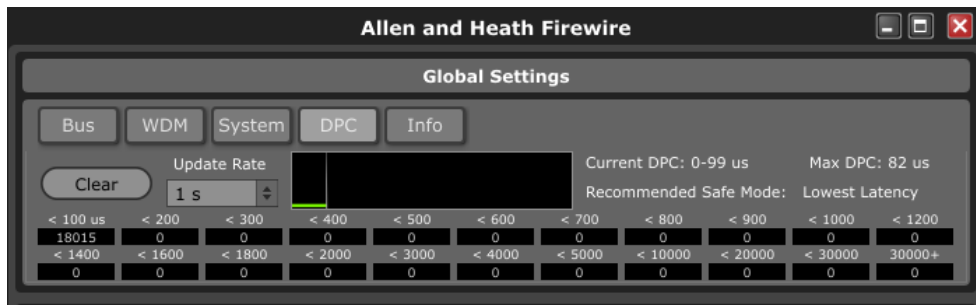 Allen and Heath Firewire
Global Settings
Bus WDM System DPC Info
Update Rate Current DPC: 0-99 us Max DPC: 82 us
Clear 1 s Recommended Safe Mode: Lowest Latency
< 100 us < 200 < 300 < 400 < 500 < 600 < 700 < 800 < 900 < 1000 < 1200
18015 0 0 0 0 0 0 0 0 0 0
< 1400 < 1600 < 1800 < 2000 < 3000 < 4000 < 5000 < 10000 < 20000 < 30000 30000+
0 0 0 0 0 0 0 0 0 0 0